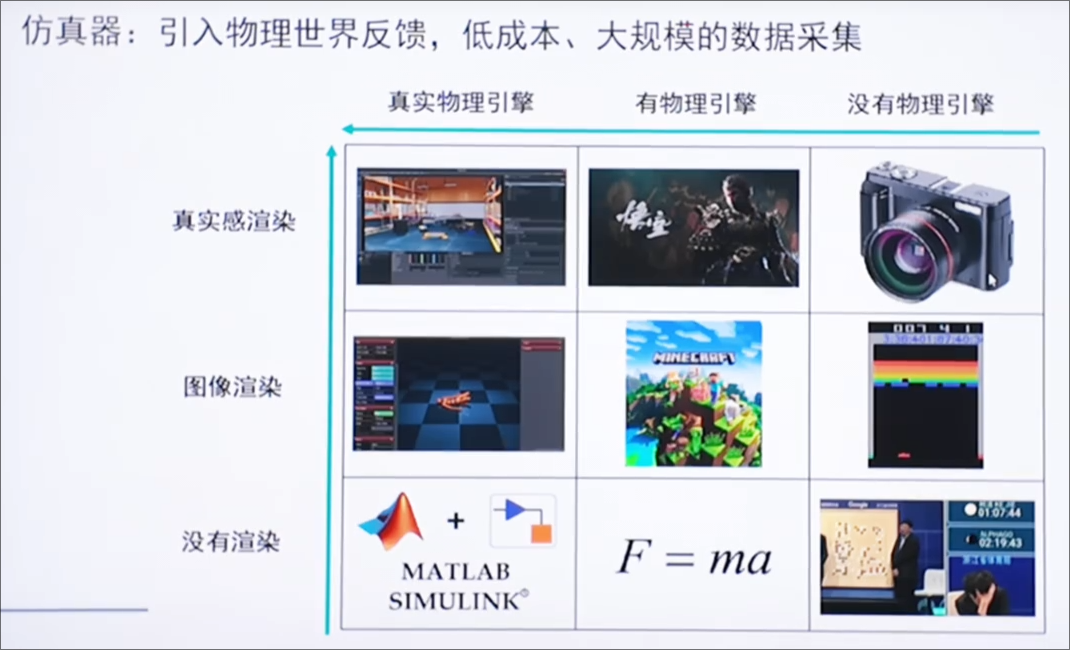 仿真器：引入物理世界反馈，低成本、大规模的数据采集
真实物理引擎
有物理引擎
没有物理引擎
真实感渲染
悟空
图像渲染
MINECRAFT
007 4 1
没有渲染
+
MATLAB
SIMULINK®
F = ma
Google
01:07:44
ALPHAGO
02:19:43